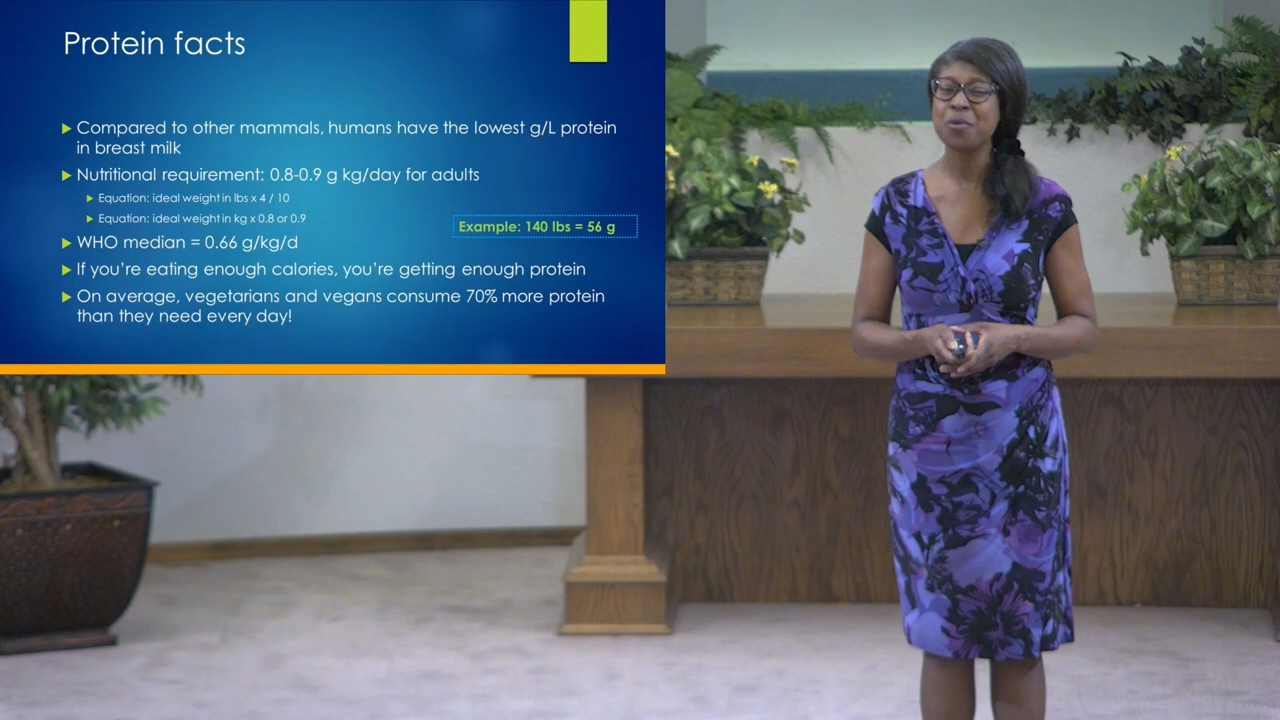 Protein facts
Compared to other mammals, humans have the lowest g/L protein
in breast milk
Nutritional requirement: 0.8-0.9 g kg/day for adults
Equation: ideal weight in lbs x 4 / 10
Equation: ideal weight in kg x 0.8 or 0.9
Example: 140 lbs = 56 g
WHO median = 0.66 g/kg/d
If you're eating enough calories, you're getting enough protein
On average, vegetarians and vegans consume 70% more protein
than they need every day!